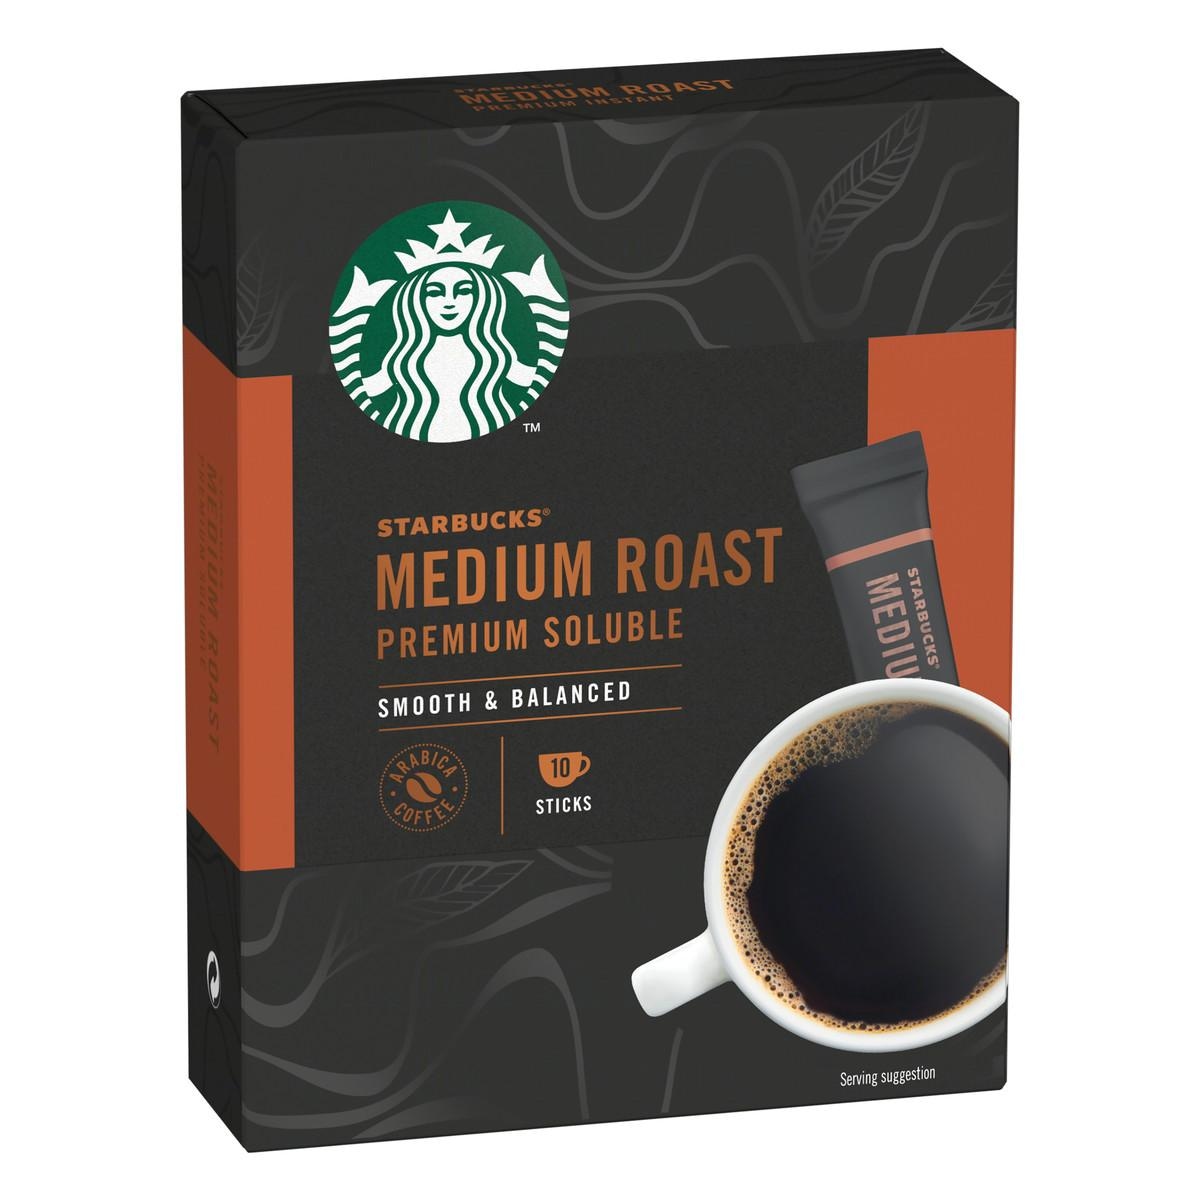 STARBUCKS®
MEDIUM ROAST
PREMIUM INSTANT
TM
STARBUCKS®
MEDIUM ROAST
PREMIUM SOLUBLE
SMOOTH & BALANCED
ARABICA
COFFEE
10
STICKS
STARBUCKS®
MEDIU
Serving suggestion
MEDIUM ROAST
PREMIUM SOLUBLE